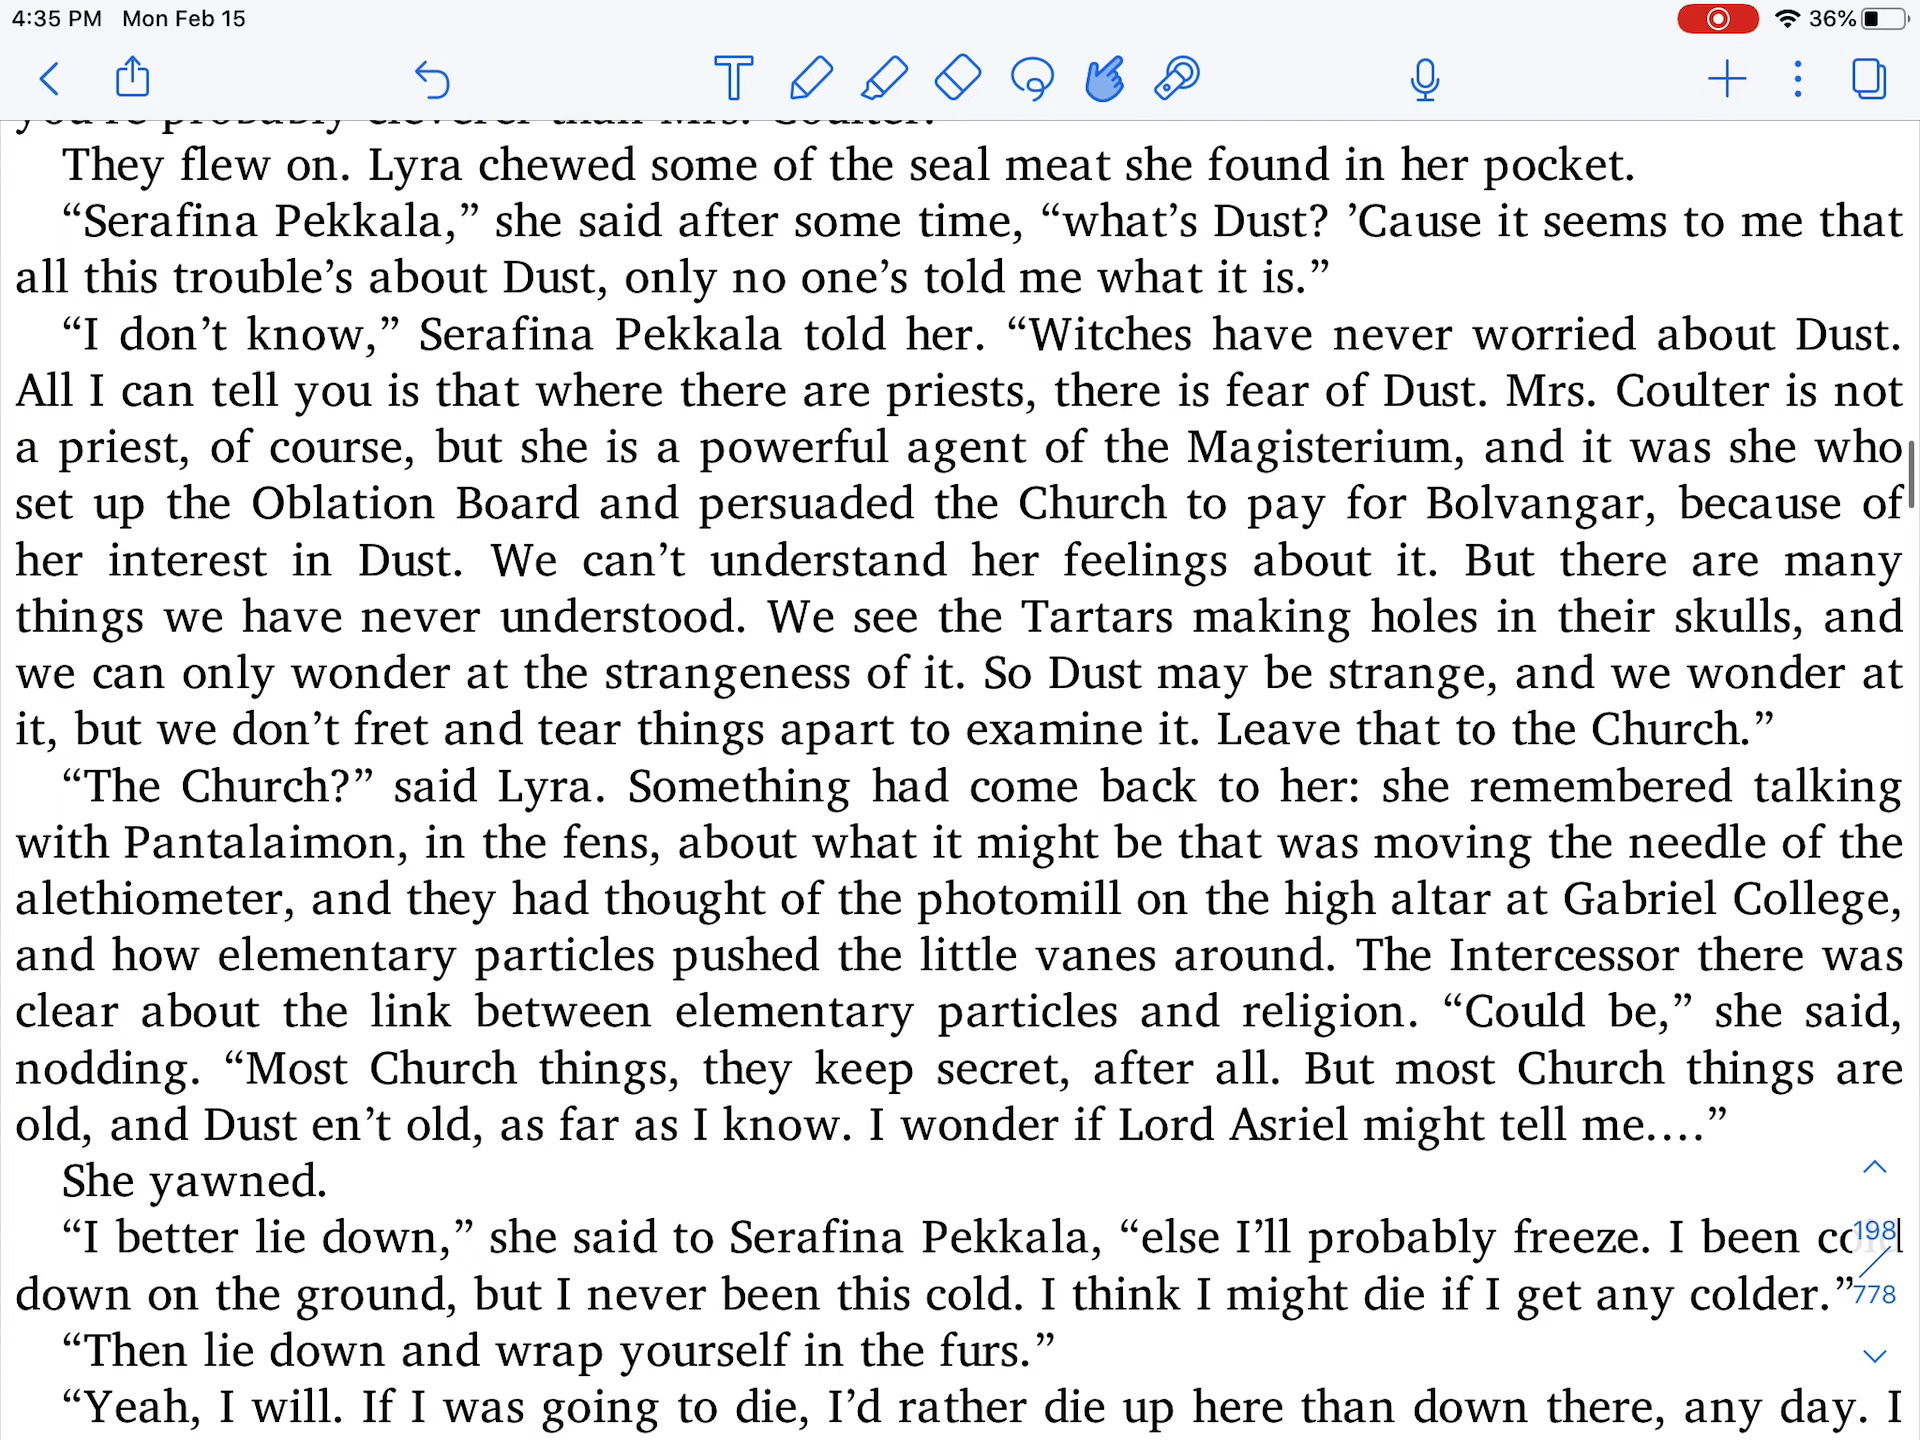 4:35 PM Mon Feb 15
36%
you're probably cleverer than Mrs. Coulter.
They flew on. Lyra chewed some of the seal meat she found in her pocket.
“Serafina Pekkala,” she said after some time, “what’s Dust? ’Cause it seems to me that
all this trouble’s about Dust, only no one’s told me what it is.”
“I don’t know,” Serafina Pekkala told her. “Witches have never worried about Dust.
All I can tell you is that where there are priests, there is fear of Dust. Mrs. Coulter is not
a priest, of course, but she is a powerful agent of the Magisterium, and it was she who
set up the Oblation Board and persuaded the Church to pay for Bolvangar, because of
her interest in Dust. We can’t understand her feelings about it. But there are many
things we have never understood. We see the Tartars making holes in their skulls, and
we can only wonder at the strangeness of it. So Dust may be strange, and we wonder at
it, but we don’t fret and tear things apart to examine it. Leave that to the Church.”
“The Church?” said Lyra. Something had come back to her: she remembered talking
with Pantalaimon, in the fens, about what it might be that was moving the needle of the
alethiometer, and they had thought of the photomill on the high altar at Gabriel College,
and how elementary particles pushed the little vanes around. The Intercessor there was
clear about the link between elementary particles and religion. “Could be,” she said,
nodding. “Most Church things, they keep secret, after all. But most Church things are
old, and Dust en’t old, as far as I know. I wonder if Lord Asriel might tell me....”
She yawned.
“I better lie down,” she said to Serafina Pekkala, “else I’ll probably freeze. I been cold
down on the ground, but I never been this cold. I think I might die if I get any colder.”
“Then lie down and wrap yourself in the furs.”
“Yeah, I will. If I was going to die, I’d rather die up here than down there, any day. I
198
778